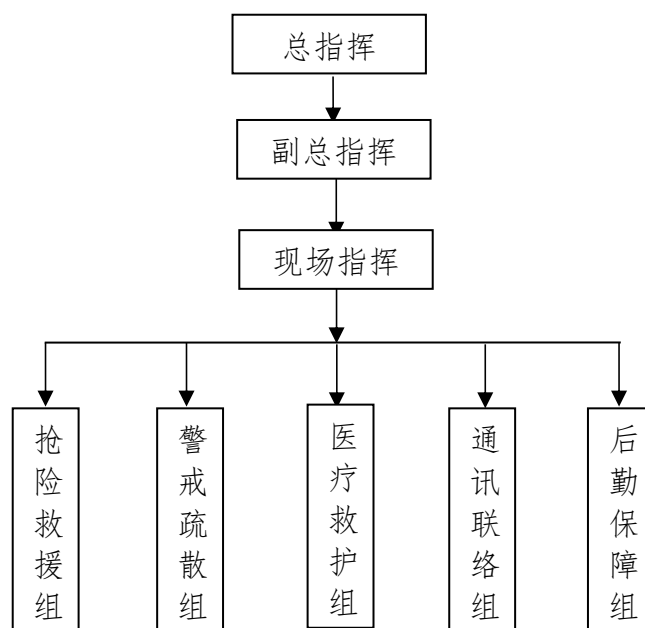 总指挥
副总指挥
现场指挥
抢险救援组
警戒疏散组
医疗救护组
通讯联络组
后勤保障组